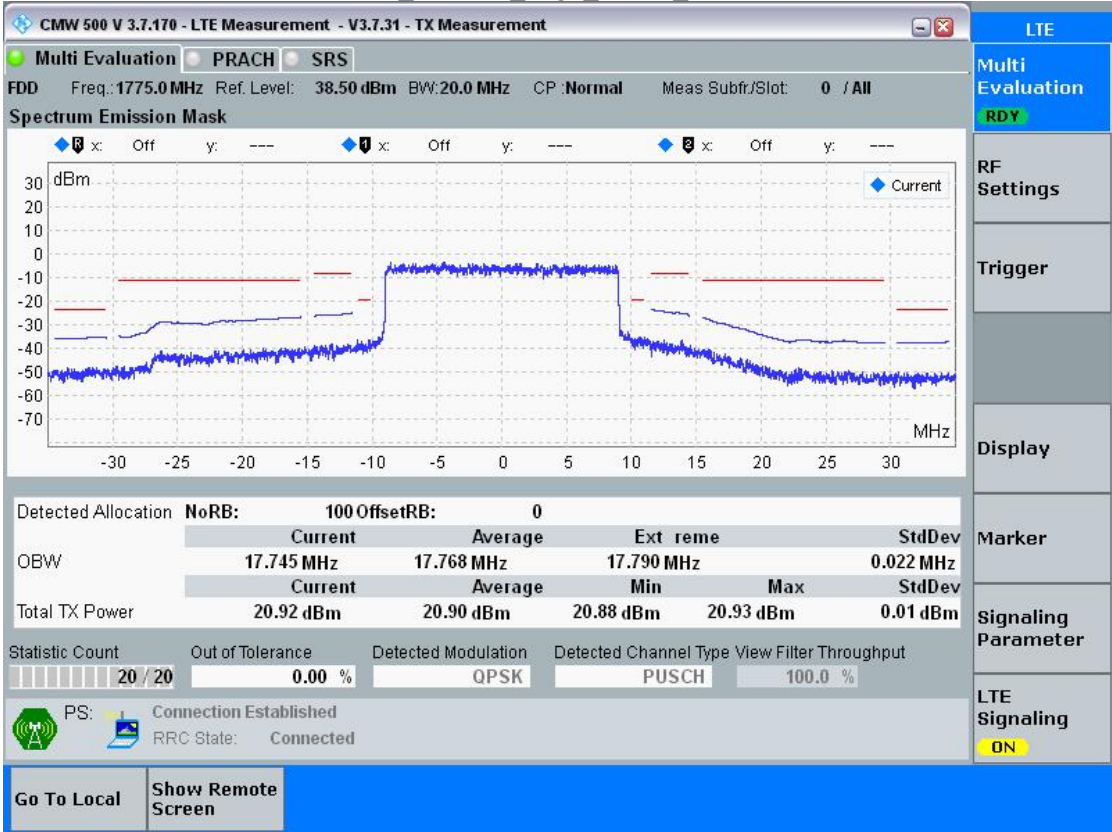 CMW 500 V 3.7.170 - LTE Measurement - V3.7.31 - TX Measurement
LTE
Multi Evaluation PRACH SRS
Multi Evaluation
RDY
FDD Freq.: 1775.0 MHz Ref. Level: 38.50 dBm BW: 20.0 MHz CP : Normal Meas Subfr./Slot: 0 / All
Spectrum Emission Mask
R x: Off y: --- 1 x: Off y: --- 2 x: Off y: ---
RF Settings
dBm
Current
30
20
10
0
-10
-20
-30
-40
-50
-60
-70
MHz
-30 -25 -20 -15 -10 -5 0 5 10 15 20 25 30
Trigger
Display
Detected Allocation NoRB: 100 OffsetRB: 0
Current Average Ext reme StdDev
OBW 17.745 MHz 17.768 MHz 17.790 MHz 0.022 MHz
Current Average Min Max StdDev
Total TX Power 20.92 dBm 20.90 dBm 20.88 dBm 20.93 dBm 0.01 dBm
Marker
Signaling Parameter
Statistic Count Out of Tolerance Detected Modulation Detected Channel Type View Filter Throughput
20 / 20 0.00 % QPSK PUSCH 100.0 %
PS: Connection Established
RRC State: Connected
LTE Signaling
ON
Go To Local
Show Remote Screen